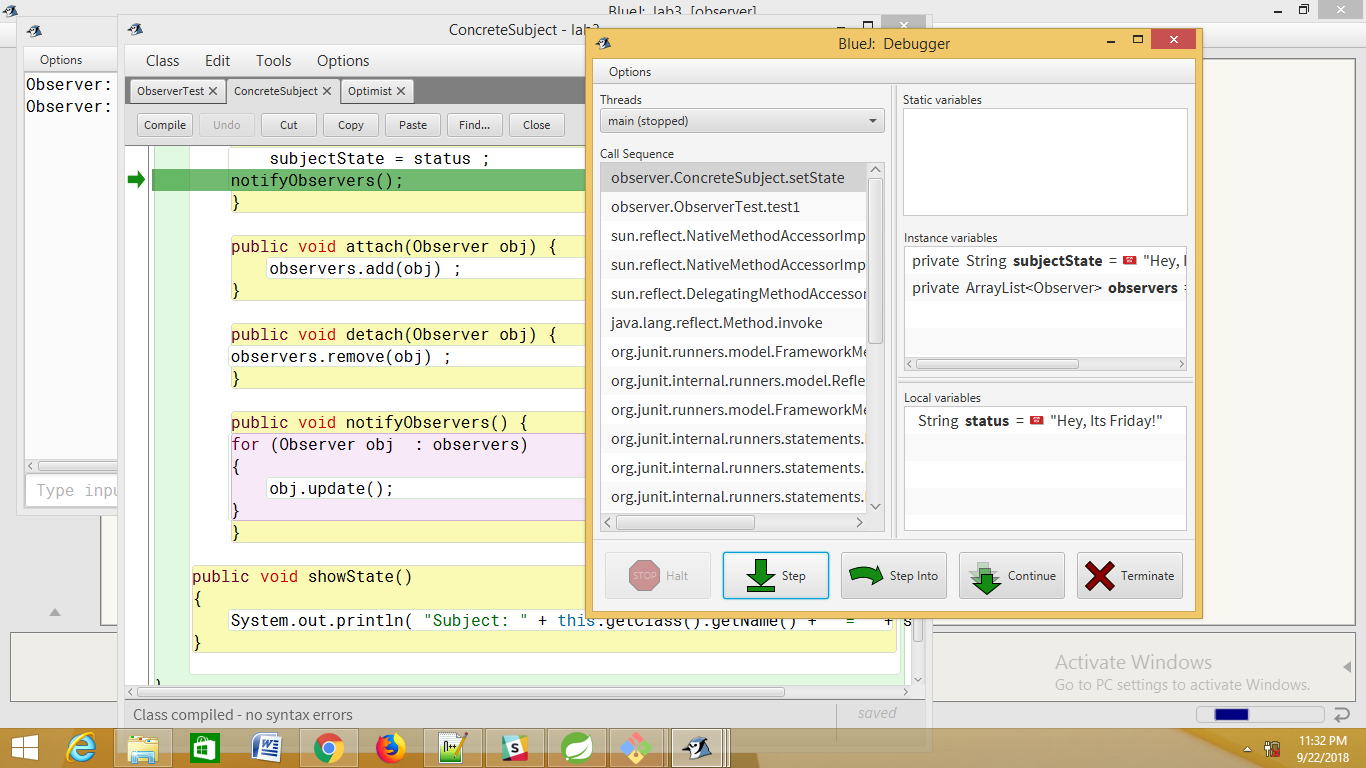 BlueJ: lab3 [observer]
Options
Observer:
Observer:
Type inpu
ConcreteSubject - lab3
Class Edit Tools Options
ObserverTest ConcreteSubject Optimist
Compile Undo Cut Copy Paste Find... Close
subjectState = status ;
notifyObservers();
}
public void attach(Observer obj) {
observers.add(obj) ;
}
public void detach(Observer obj) {
observers.remove(obj) ;
}
public void notifyObservers() {
for (Observer obj : observers)
{
obj.update();
}
}
public void showState()
{
System.out.println( "Subject: " + this.getClass().getName() + " = " + s
}
}
Class compiled - no syntax errors
saved
BlueJ: Debugger
Options
Threads
main (stopped)
Call Sequence
observer.ConcreteSubject.setState
observer.ObserverTest.test1
sun.reflect.NativeMethodAccessorImp
sun.reflect.NativeMethodAccessorImp
sun.reflect.DelegatingMethodAccessor
java.lang.reflect.Method.invoke
org.junit.runners.model.FrameworkMe
org.junit.internal.runners.model.Refle
org.junit.runners.model.FrameworkMe
org.junit.internal.runners.statements.
org.junit.internal.runners.statements.
org.junit.internal.runners.statements.
Static variables
Instance variables
private String subjectState = "Hey, I
private ArrayList<Observer> observers =
Local variables
String status = "Hey, Its Friday!"
STOP Halt Step Step Into Continue Terminate
Activate Windows
Go to PC settings to activate Windows.
11:32 PM
9/22/2018